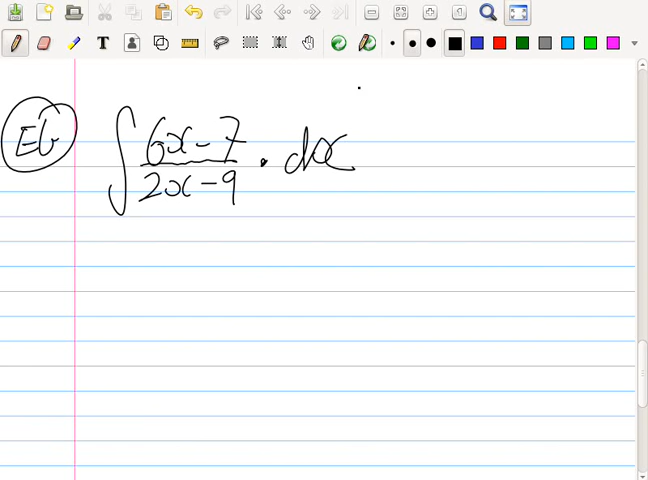 Eg
∫ (6x - 7)/(2x - 9) . dx
T